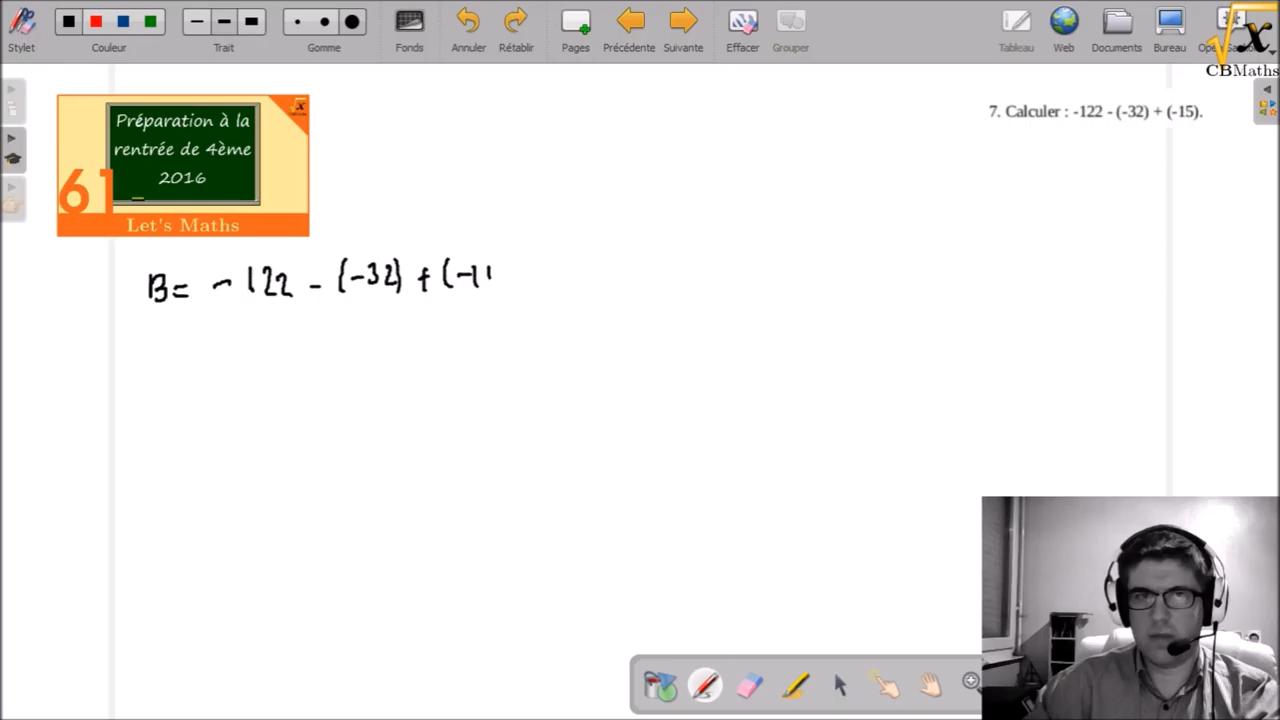 Stylet
Couleur
Trait
Gomme
Fonds
Annuler
Rétablir
Pages
Précédente
Suivante
Effacer
Grouper
Tableau
Web
Documents
Bureau
CBMaths
7. Calculer : -122 - (-32) + (-15).
Préparation à la
rentrée de 4ème
2016
61
Let's Maths
B= -122 - (-32) + (-1